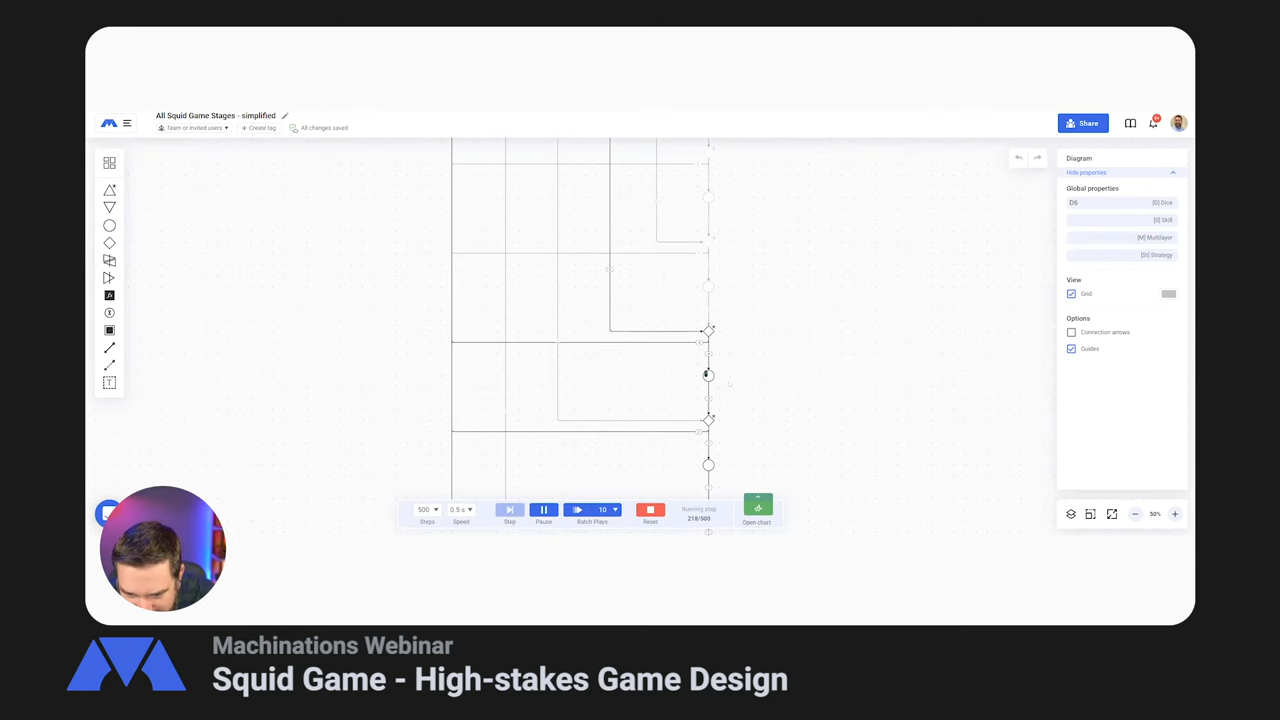 All Squid Game Stages - simplified
Team or Invited users
Create tag
All changes saved
Share
Diagram
Hide properties
Global properties
D6
[D] Dice
[S] Skill
[M] Multilayer
[St] Strategy
View
Grid
Options
Connection arrows
Guides
500
0.5 s
10
Running step
218/500
Steps
Speed
Step
Pause
Batch Plays
Reset
Open chart
50%
Machinations Webinar
Squid Game - High-stakes Game Design